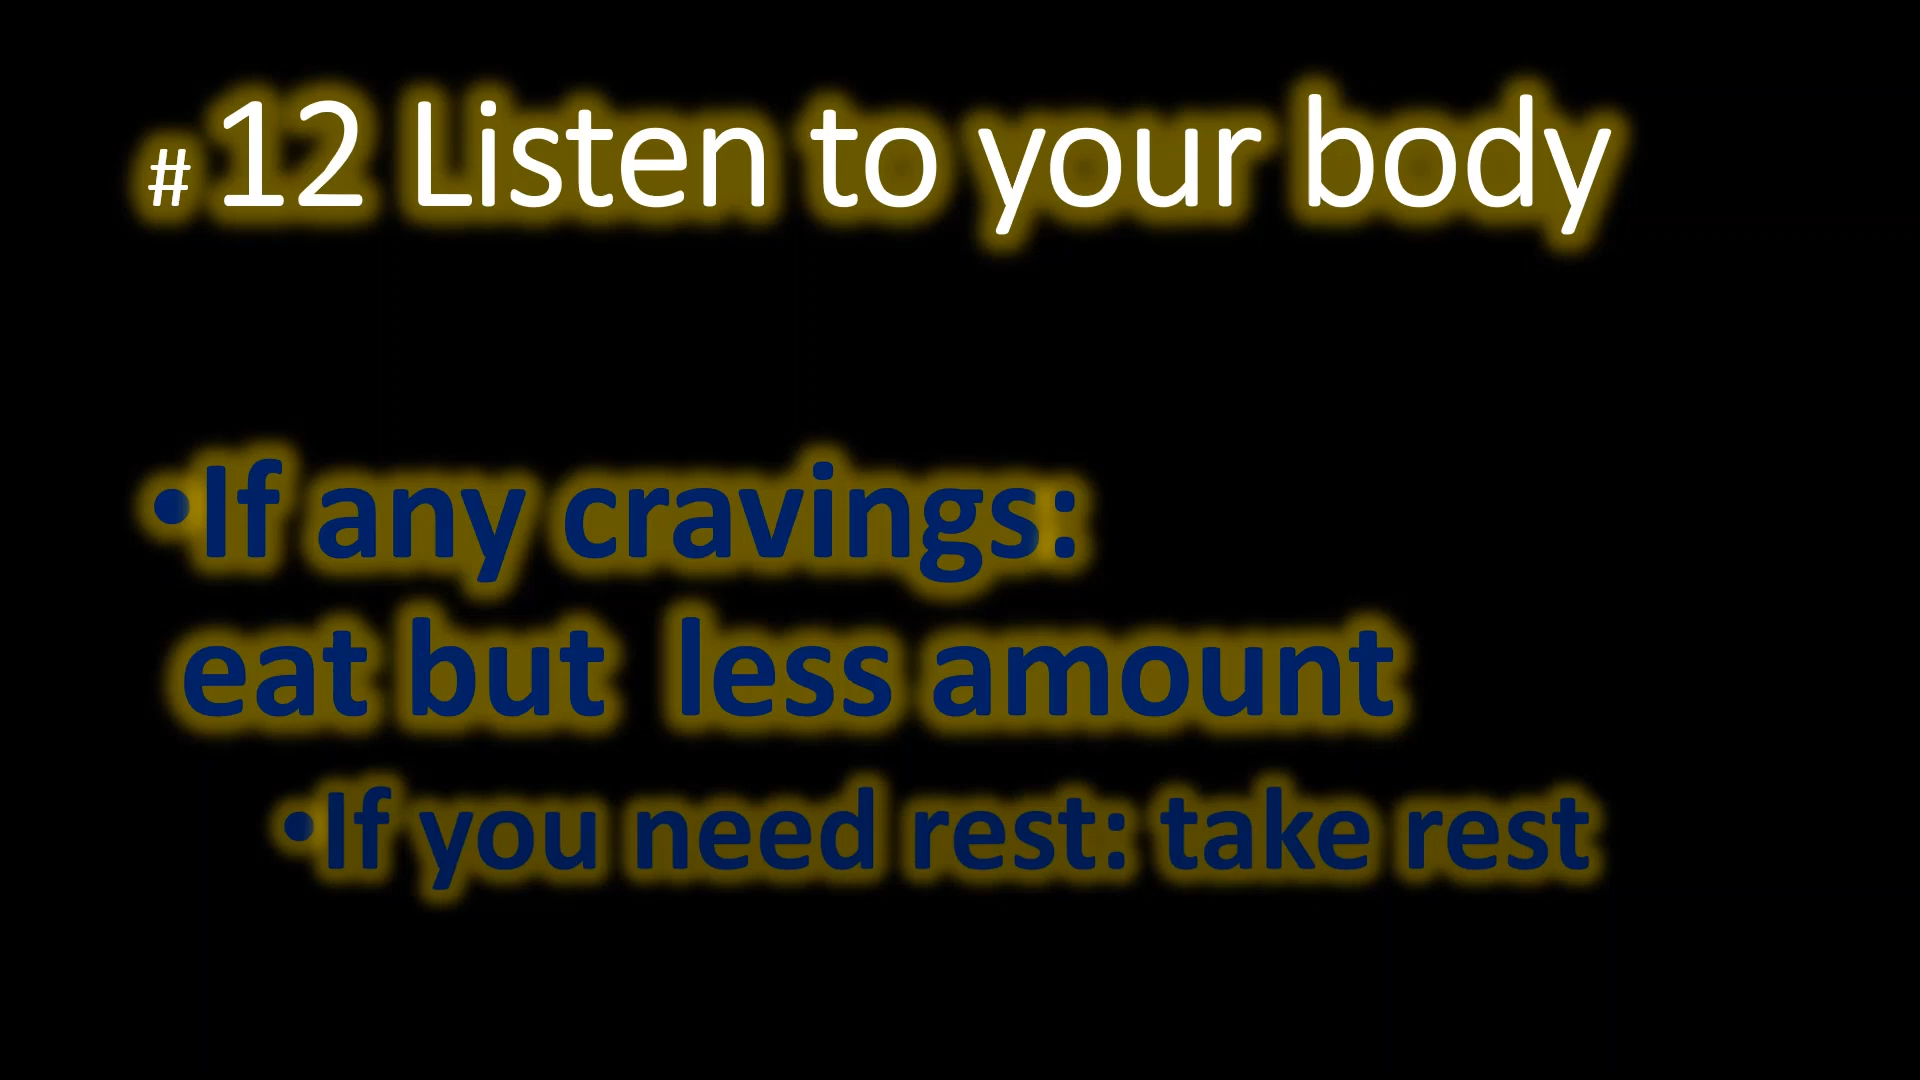 # 12 Listen to your body
•If any cravings:
eat but  less amount
•If you need rest: take rest